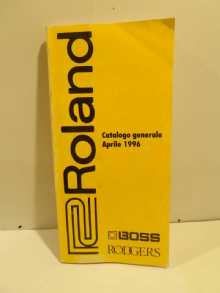 Roland
Catalogo generale
Aprile 1996
BOSS
RODGERS